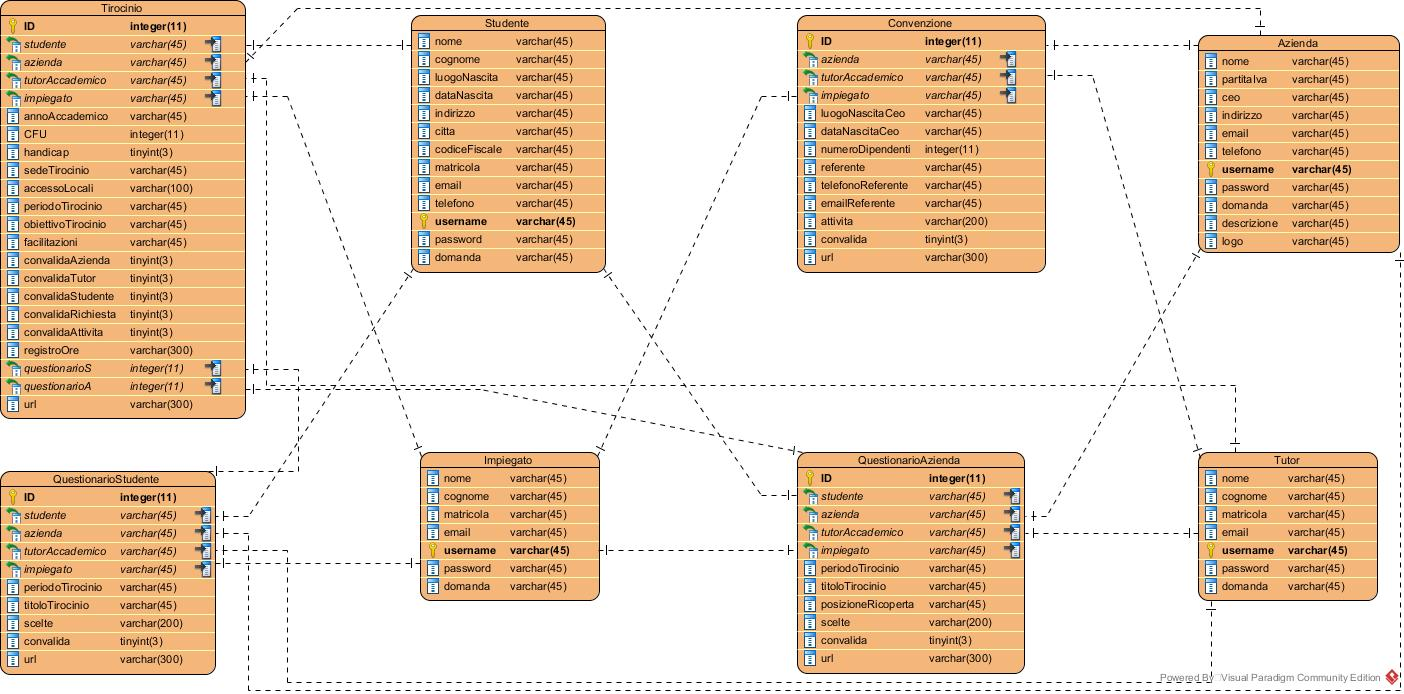 Tirocinio
ID integer(11)
studente varchar(45)
azienda varchar(45)
tutorAccademico varchar(45)
impiegato varchar(45)
annoAccademico varchar(45)
CFU integer(11)
handicap tinyint(3)
sedeTirocinio varchar(45)
accessoLocali varchar(100)
periodoTirocinio varchar(45)
obiettivoTirocinio varchar(45)
facilitazioni varchar(45)
convalidaAzienda tinyint(3)
convalidaTutor tinyint(3)
convalidaStudente tinyint(3)
convalidaRichiesta tinyint(3)
convalidaAttivita tinyint(3)
registroOre varchar(300)
questionarioS integer(11)
questionarioA integer(11)
url varchar(300)
Studente
nome varchar(45)
cognome varchar(45)
luogoNascita varchar(45)
dataNascita varchar(45)
indirizzo varchar(45)
citta varchar(45)
codiceFiscale varchar(45)
matricola varchar(45)
email varchar(45)
telefono varchar(45)
username varchar(45)
password varchar(45)
domanda varchar(45)
Convenzione
ID integer(11)
azienda varchar(45)
tutorAccademico varchar(45)
impiegato varchar(45)
luogoNascitaCeo varchar(45)
dataNascitaCeo varchar(45)
numeroDipendenti integer(11)
referente varchar(45)
telefonoReferente varchar(45)
emailReferente varchar(45)
attivita varchar(200)
convalida tinyint(3)
url varchar(300)
Azienda
nome varchar(45)
partitaIva varchar(45)
ceo varchar(45)
indirizzo varchar(45)
email varchar(45)
telefono varchar(45)
username varchar(45)
password varchar(45)
domanda varchar(45)
descrizione varchar(45)
logo varchar(45)
QuestionarioStudente
ID integer(11)
studente varchar(45)
azienda varchar(45)
tutorAccademico varchar(45)
impiegato varchar(45)
periodoTirocinio varchar(45)
titoloTirocinio varchar(45)
scelte varchar(200)
convalida tinyint(3)
url varchar(300)
Impiegato
nome varchar(45)
cognome varchar(45)
matricola varchar(45)
email varchar(45)
username varchar(45)
password varchar(45)
domanda varchar(45)
QuestionarioAzienda
ID integer(11)
studente varchar(45)
azienda varchar(45)
tutorAccademico varchar(45)
impiegato varchar(45)
periodoTirocinio varchar(45)
titoloTirocinio varchar(45)
posizioneRicoperta varchar(45)
scelte varchar(200)
convalida tinyint(3)
url varchar(300)
Tutor
nome varchar(45)
cognome varchar(45)
matricola varchar(45)
email varchar(45)
username varchar(45)
password varchar(45)
domanda varchar(45)
Powered By Visual Paradigm Community Edition